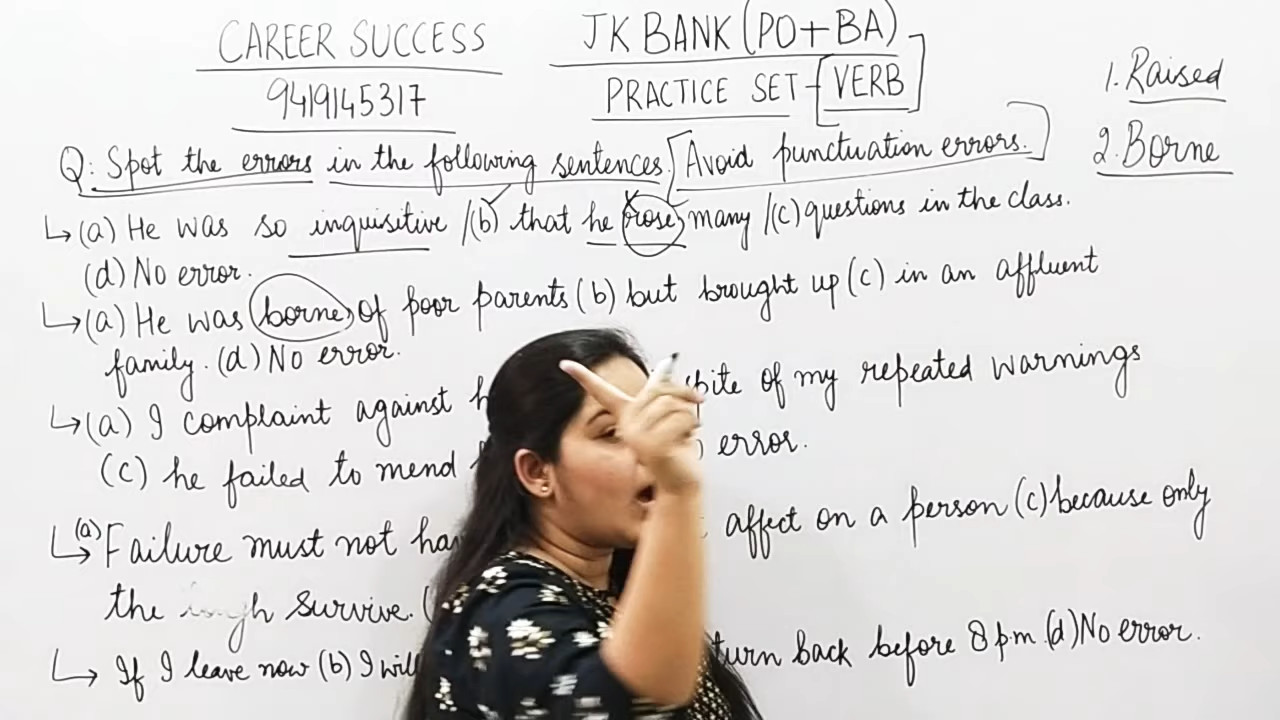 CAREER SUCCESS
9419145317
JK BANK (PO+BA)
PRACTICE SET - VERB
1. Raised
2. Borne
Q: Spot the errors in the following sentences. [Avoid punctuation errors.]
↳(a) He was so inquisitive /(b) that he rose many /(c) questions in the class.
(d) No error.
↳(a) He was borne of poor parents (b) but brought up (c) in an affluent
family. (d) No error.
↳(a) I complaint against of my repeated warnings
(c) he failed to mend error.
↳(a) Failure must not affect on a person (c) because only
the survive.
↳ If I leave now (b) I will back before 8 pm (d) No error.